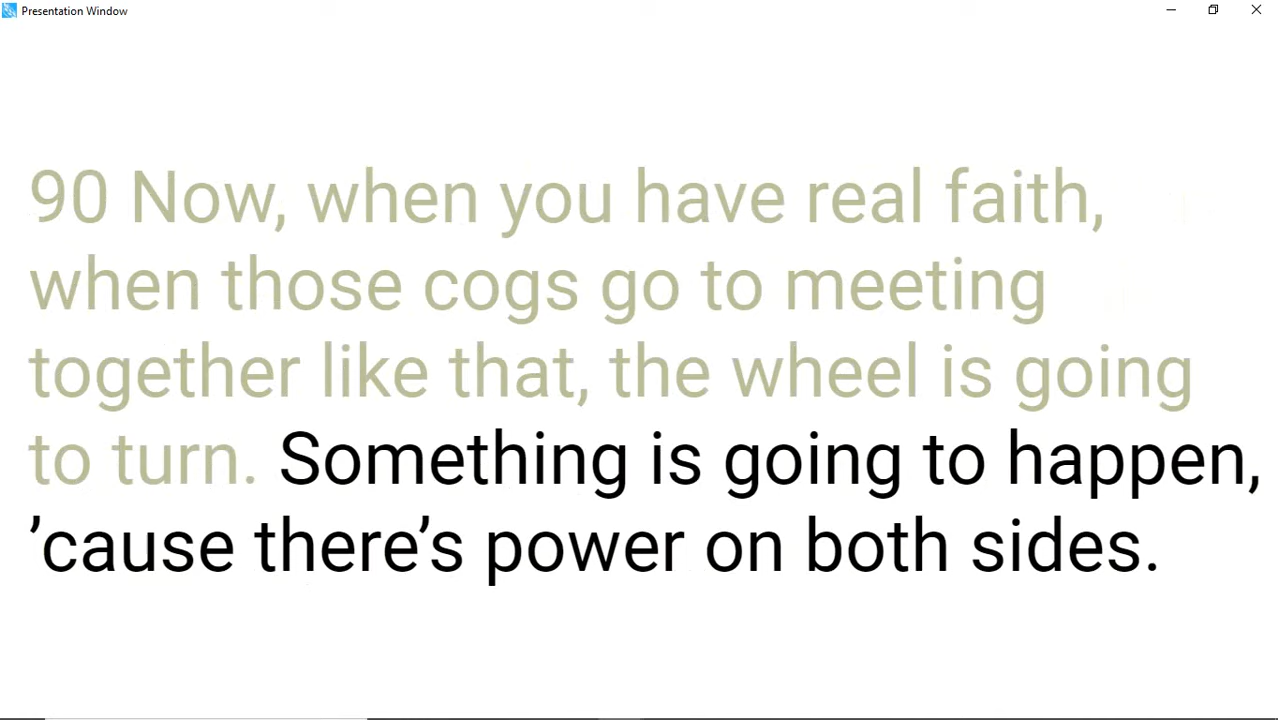 Presentation Window
90 Now, when you have real faith,
when those cogs go to meeting
together like that, the wheel is going
to turn. Something is going to happen,
’cause there’s power on both sides.